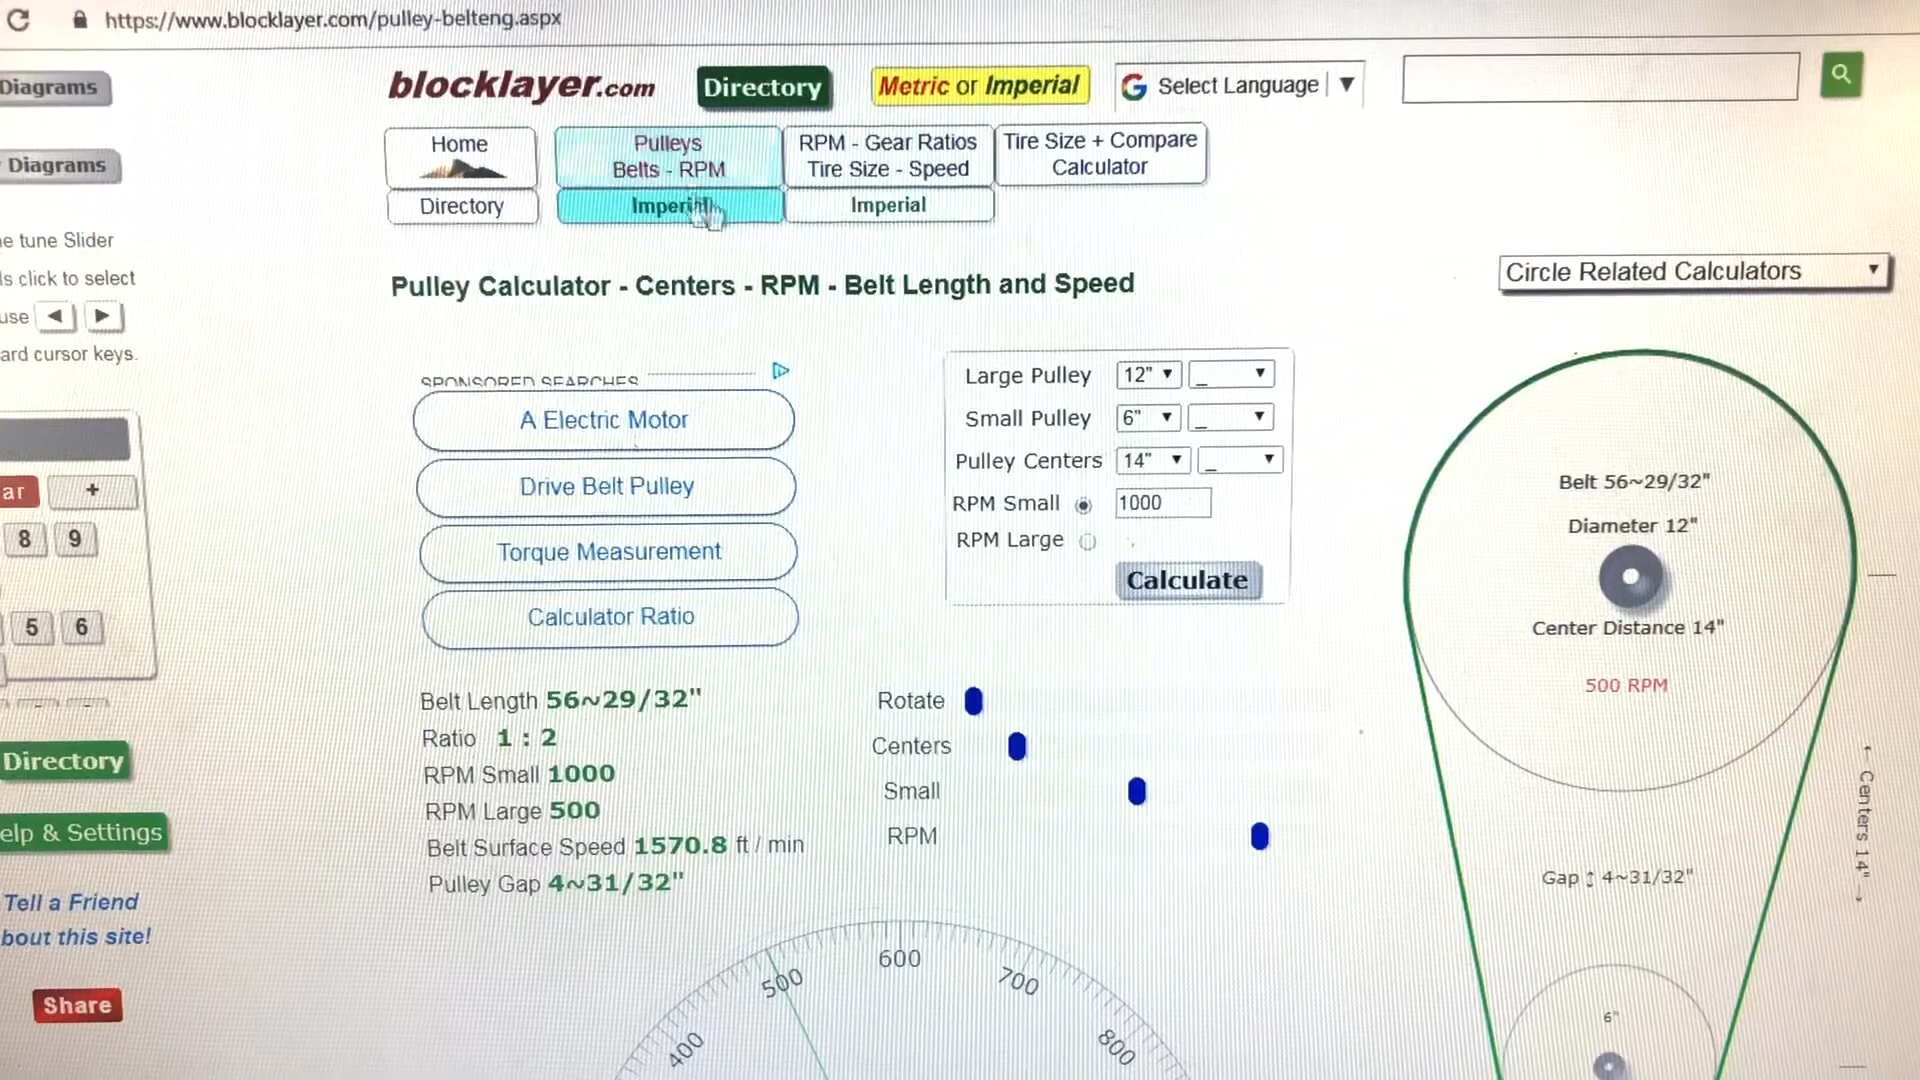 https://www.blocklayer.com/pulley-belteng.aspx
Diagrams
blocklayer.com
Directory
Metric or Imperial
Select Language
Home
Pulleys
Belts - RPM
RPM - Gear Ratios
Tire Size - Speed
Tire Size + Compare
Calculator
Diagrams
Directory
Imperial
Imperial
e tune Slider
ls click to select
use
ard cursor keys.
Pulley Calculator - Centers - RPM - Belt Length and Speed
Circle Related Calculators
SPONSORED SEARCHES
A Electric Motor
Drive Belt Pulley
Torque Measurement
Calculator Ratio
Large Pulley 12" _
Small Pulley 6" _
Pulley Centers 14" _
RPM Small 1000
RPM Large
Calculate
ar +
8 9
5 6
Directory
elp & Settings
Tell a Friend
bout this site!
Share
Belt Length 56~29/32"
Ratio 1 : 2
RPM Small 1000
RPM Large 500
Belt Surface Speed 1570.8 ft / min
Pulley Gap 4~31/32"
Rotate
Centers
Small
RPM
Belt 56~29/32"
Diameter 12"
Center Distance 14"
500 RPM
Gap ↕ 4~31/32"
← Centers 14" →
6"
400
500
600
700
800